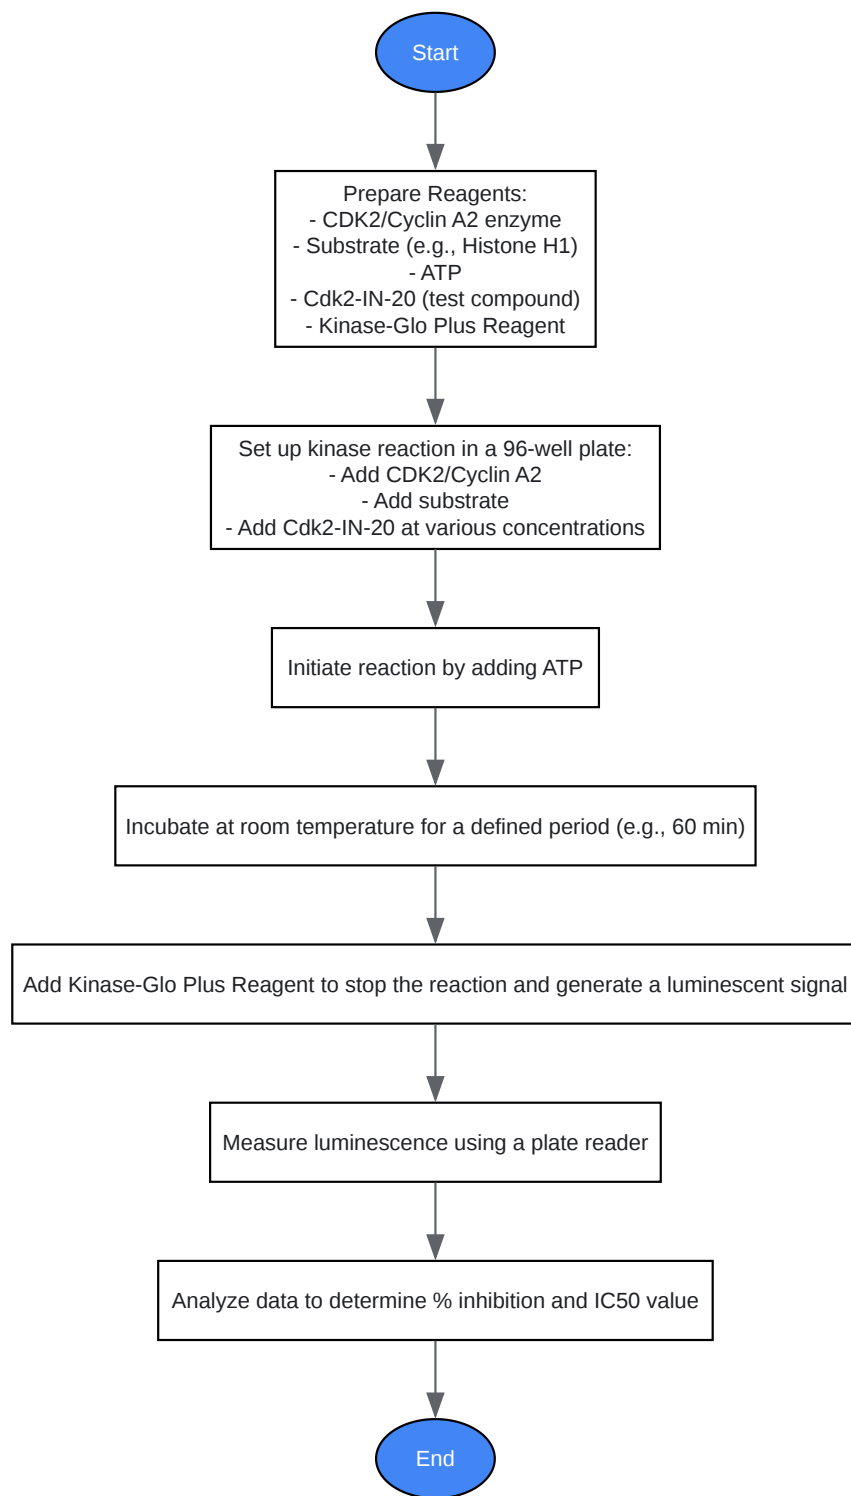 Start
Prepare Reagents:
- CDK2/Cyclin A2 enzyme
- Substrate (e.g., Histone H1)
- ATP
- Cdk2-IN-20 (test compound)
- Kinase-Glo Plus Reagent
Set up kinase reaction in a 96-well plate:
- Add CDK2/Cyclin A2
- Add substrate
- Add Cdk2-IN-20 at various concentrations
Initiate reaction by adding ATP
Incubate at room temperature for a defined period (e.g., 60 min)
Add Kinase-Glo Plus Reagent to stop the reaction and generate a luminescent signal
Measure luminescence using a plate reader
Analyze data to determine % inhibition and IC50 value
End